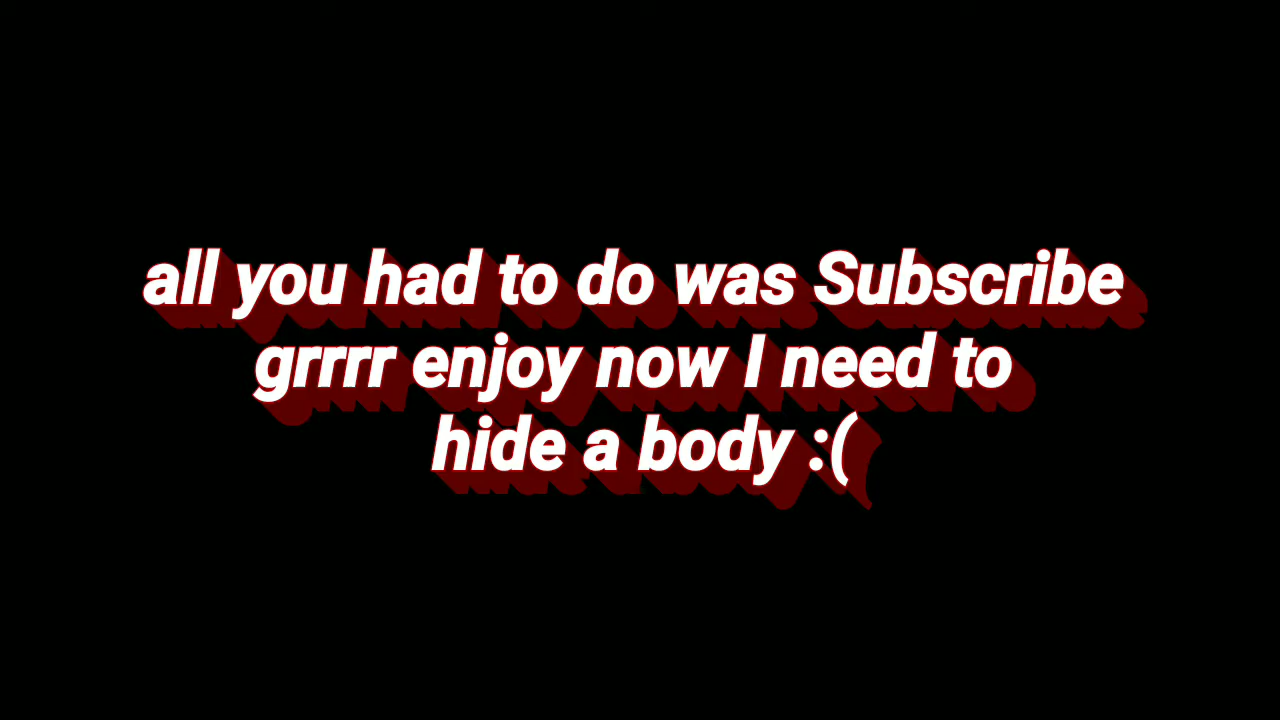 all you had to do was Subscribe
grrrr enjoy now I need to
hide a body :(